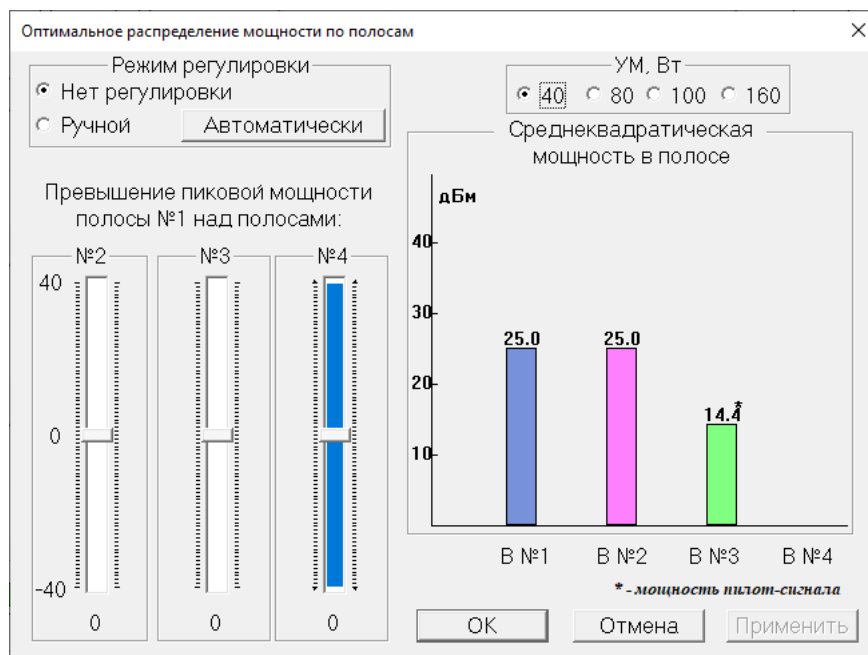 Оптимальное распределение мощности по полосам
Режим регулировки
Нет регулировки
Ручной
Автоматически
УМ, Вт
40 80 100 160
Превышение пиковой мощности
полосы №1 над полосами:
№2 №3 №4
40
0
-40
0 0 0
Среднеквадратическая
мощность в полосе
дБм
40
30
20
10
25.0 25.0 14.4*
В №1 В №2 В №3 В №4
* - мощность пилот-сигнала
ОК Отмена Применить